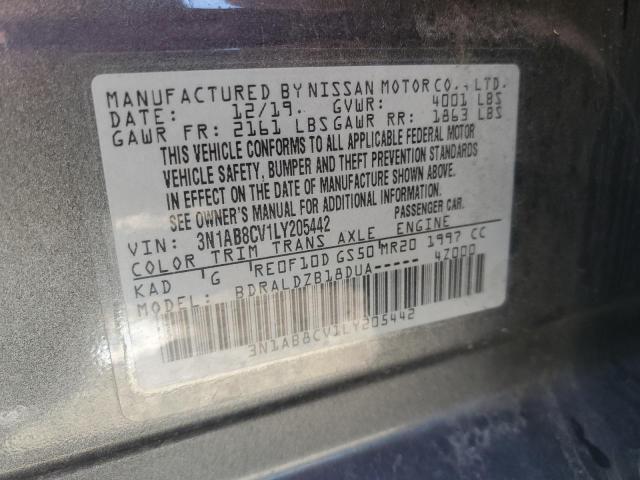 MANUFACTURED BY NISSAN MOTOR CO., LTD.
DATE: 12/19. GVWR: 4001 LBS
GAWR FR: 2161 LBS GAWR RR: 1863 LBS
THIS VEHICLE CONFORMS TO ALL APPLICABLE FEDERAL MOTOR
VEHICLE SAFETY, BUMPER AND THEFT PREVENTION STANDARDS
IN EFFECT ON THE DATE OF MANUFACTURE SHOWN ABOVE.
SEE OWNER'S MANUAL FOR ADDITIONAL INFORMATION.
VIN: 3N1AB8CV1LY205442 PASSENGER CAR.
COLOR TRIM TRANS AXLE ENGINE
KAD G RE0F10D GS50 MR20 1997 CC
MODEL: BDRALDZB18DUA----- 4Z000
3N1AB8CV1LY205442